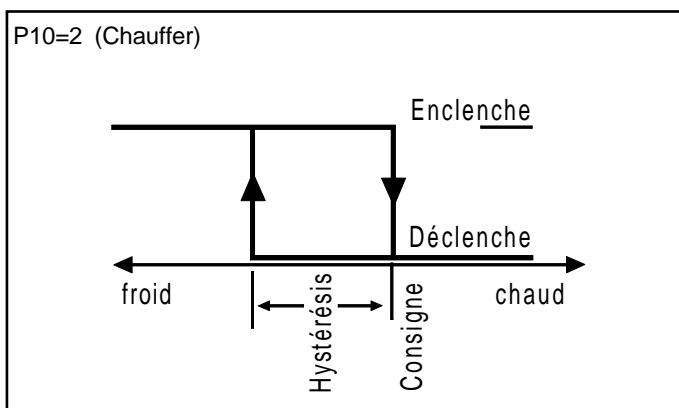 P10=2 (Chauffer)
Enclenche
Déclenche
froid
chaud
Hystérésis
Consigne